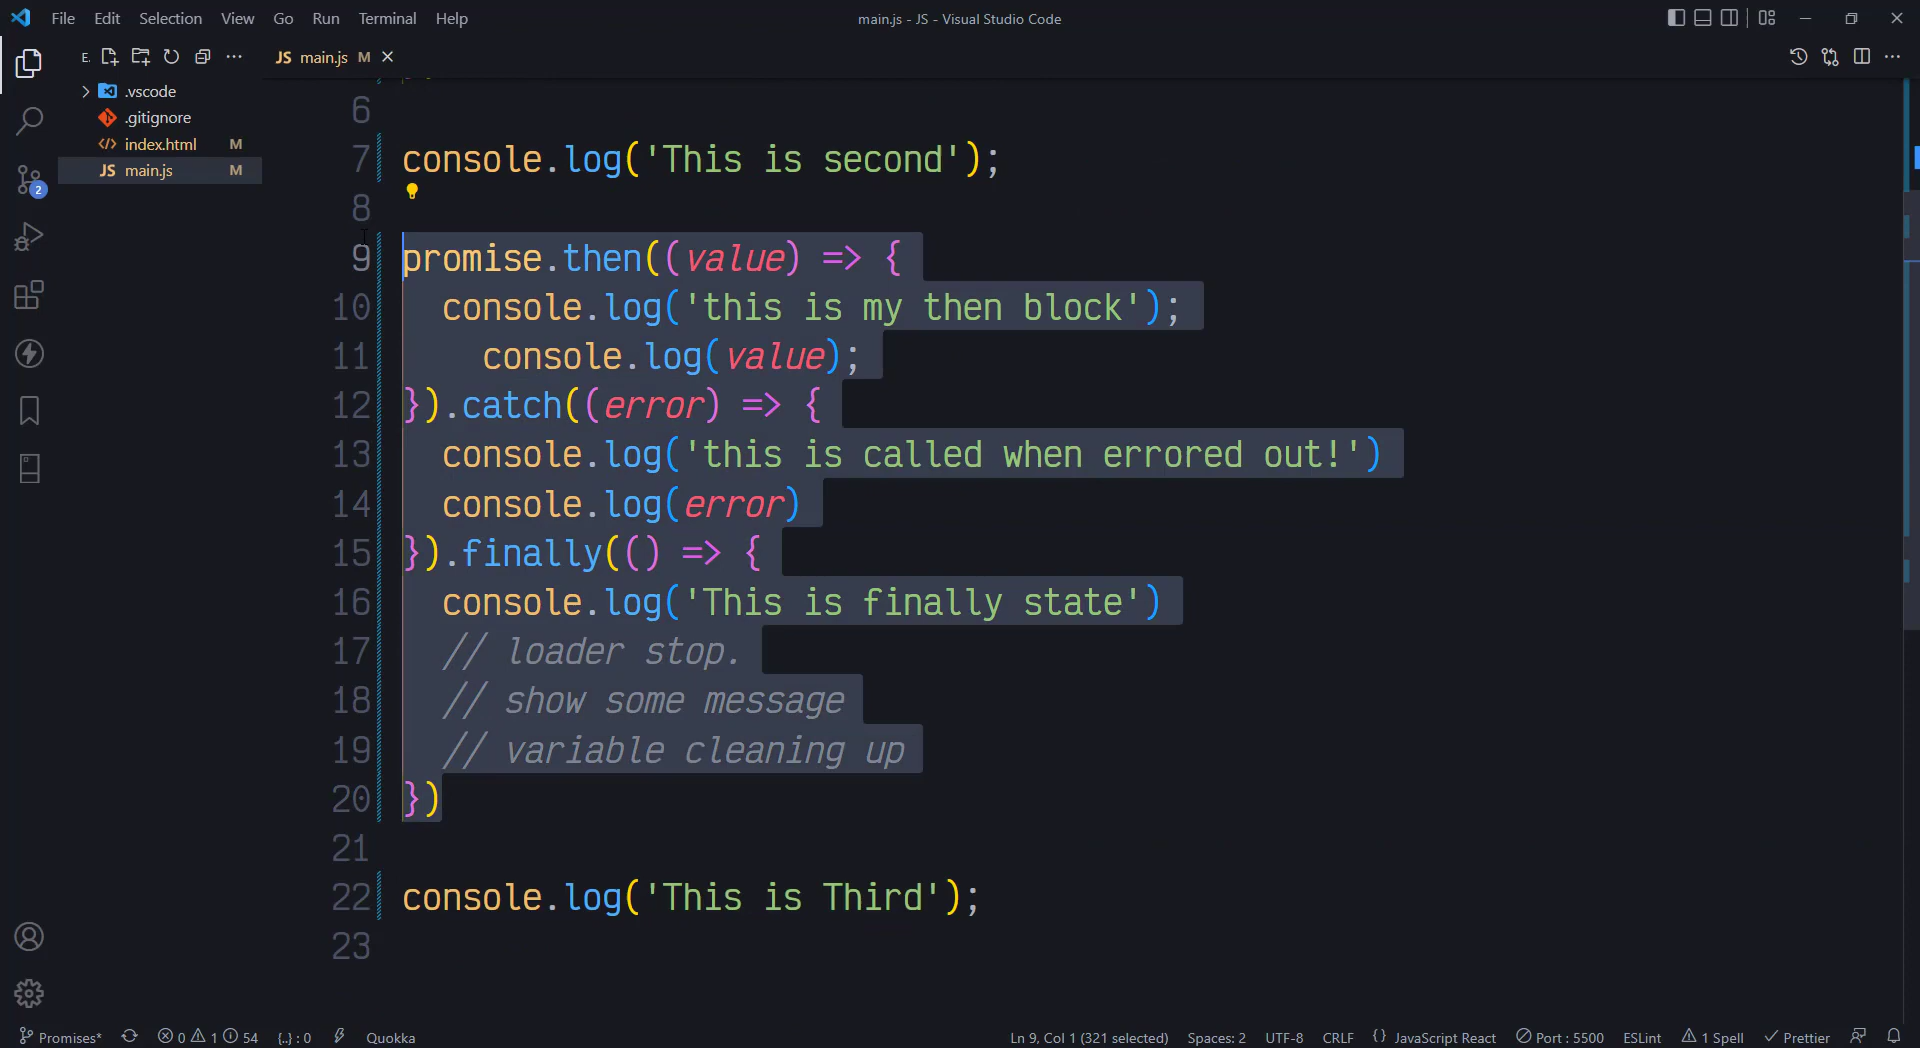 File Edit Selection View Go Run Terminal Help
main.js - JS - Visual Studio Code
E.
JS main.js M
.vscode
.gitignore
index.html M
JS main.js M
2
6
7 console.log('This is second');
8
9 promise.then((value) => {
10 console.log('this is my then block');
11 console.log(value);
12 }).catch((error) => {
13 console.log('this is called when errored out!')
14 console.log(error)
15 }).finally(() => {
16 console.log('This is finally state')
17 // loader stop.
18 // show some message
19 // variable cleaning up
20 })
21
22 console.log('This is Third');
23
Promises* 0 1 54 {..} : 0 Quokka Ln 9, Col 1 (321 selected) Spaces: 2 UTF-8 CRLF {} JavaScript React Port : 5500 ESLint 1 Spell Prettier